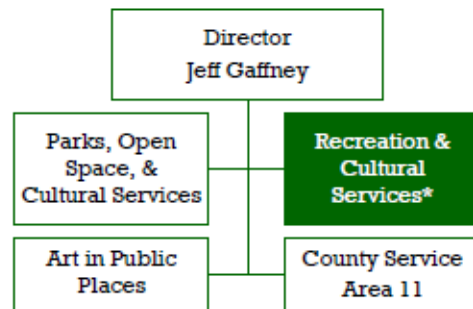 Director
Jeff Gaffney
Parks, Open
Space, &
Cultural Services
Recreation &
Cultural
Services*
Art in Public
Places
County Service
Area 11